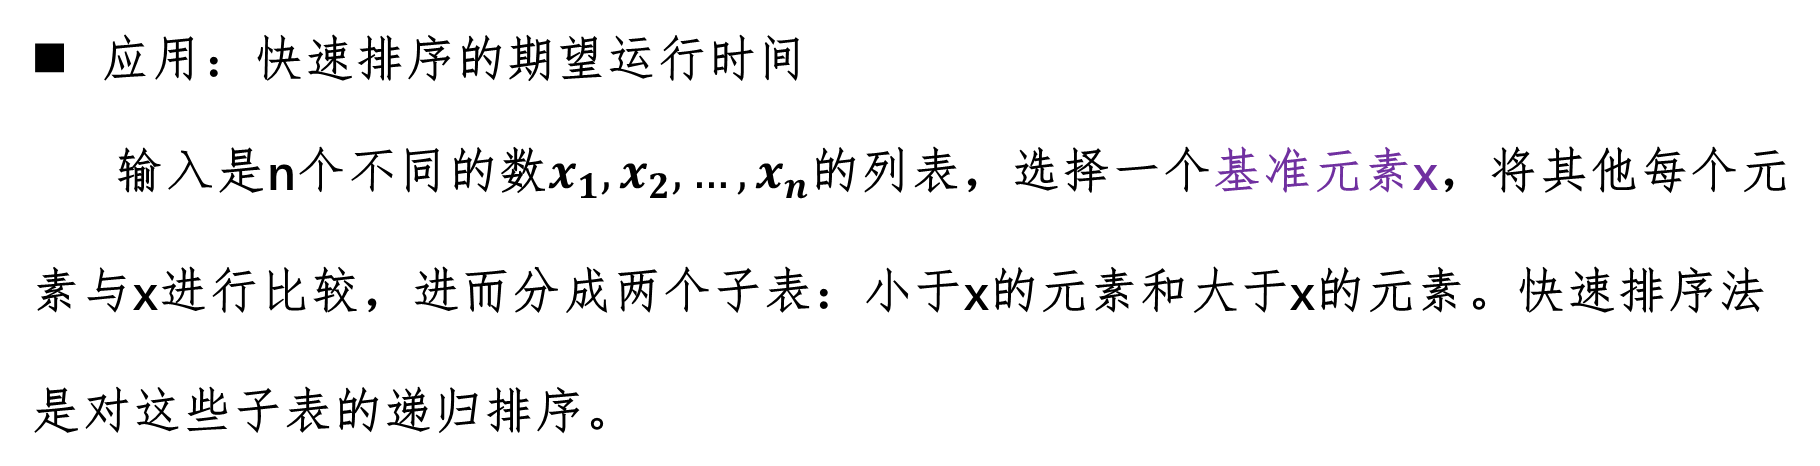 ■ 应用：快速排序的期望运行时间
输入是n个不同的数x₁, x₂, … , xₙ的列表，选择一个基准元素x，将其他每个元
素与x进行比较，进而分成两个子表：小于x的元素和大于x的元素。快速排序法
是对这些子表的递归排序。